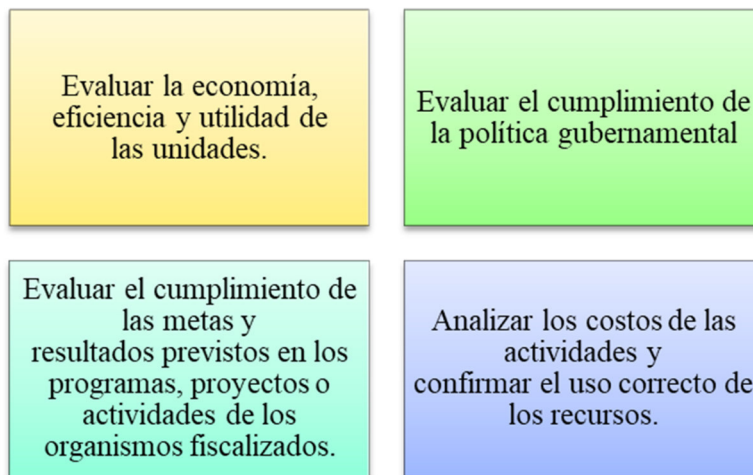 Evaluar la economía,
eficiencia y utilidad de
las unidades.
Evaluar el cumplimiento de
la política gubernamental
Evaluar el cumplimiento de
las metas y
resultados previstos en los
programas, proyectos o
actividades de los
organismos fiscalizados.
Analizar los costos de las
actividades y
confirmar el uso correcto de
los recursos.